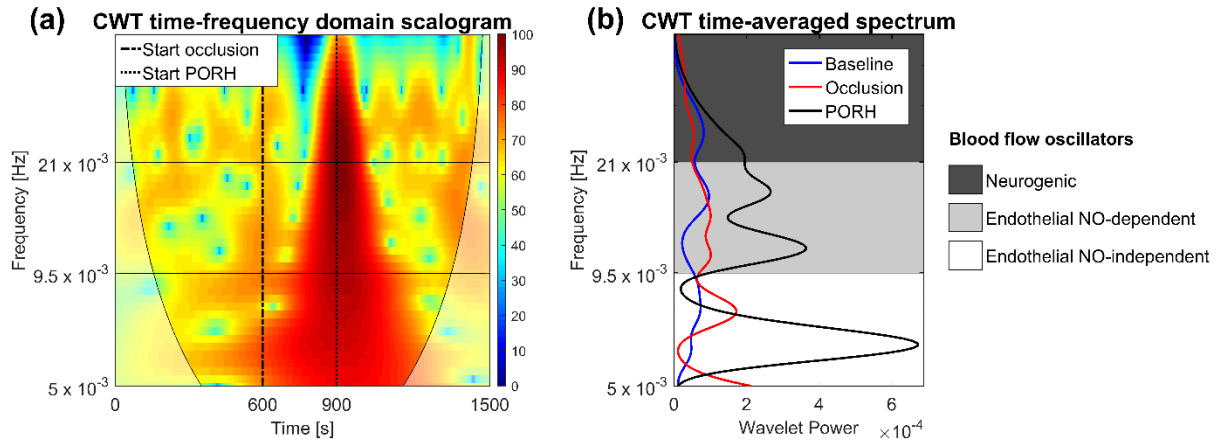 (a) CWT time-frequency domain scalogram
Start occlusion
Start PORH
Frequency [Hz]
21 x 10-3
9.5 x 10-3
5 x 10-3
0 600 900 1500
Time [s]
100
90
80
70
60
50
40
30
20
10
0
(b) CWT time-averaged spectrum
Baseline
Occlusion
PORH
Frequency [Hz]
21 x 10-3
9.5 x 10-3
5 x 10-3
0 2 4 6
Wavelet Power ×10-4
Blood flow oscillators
Neurogenic
Endothelial NO-dependent
Endothelial NO-independent